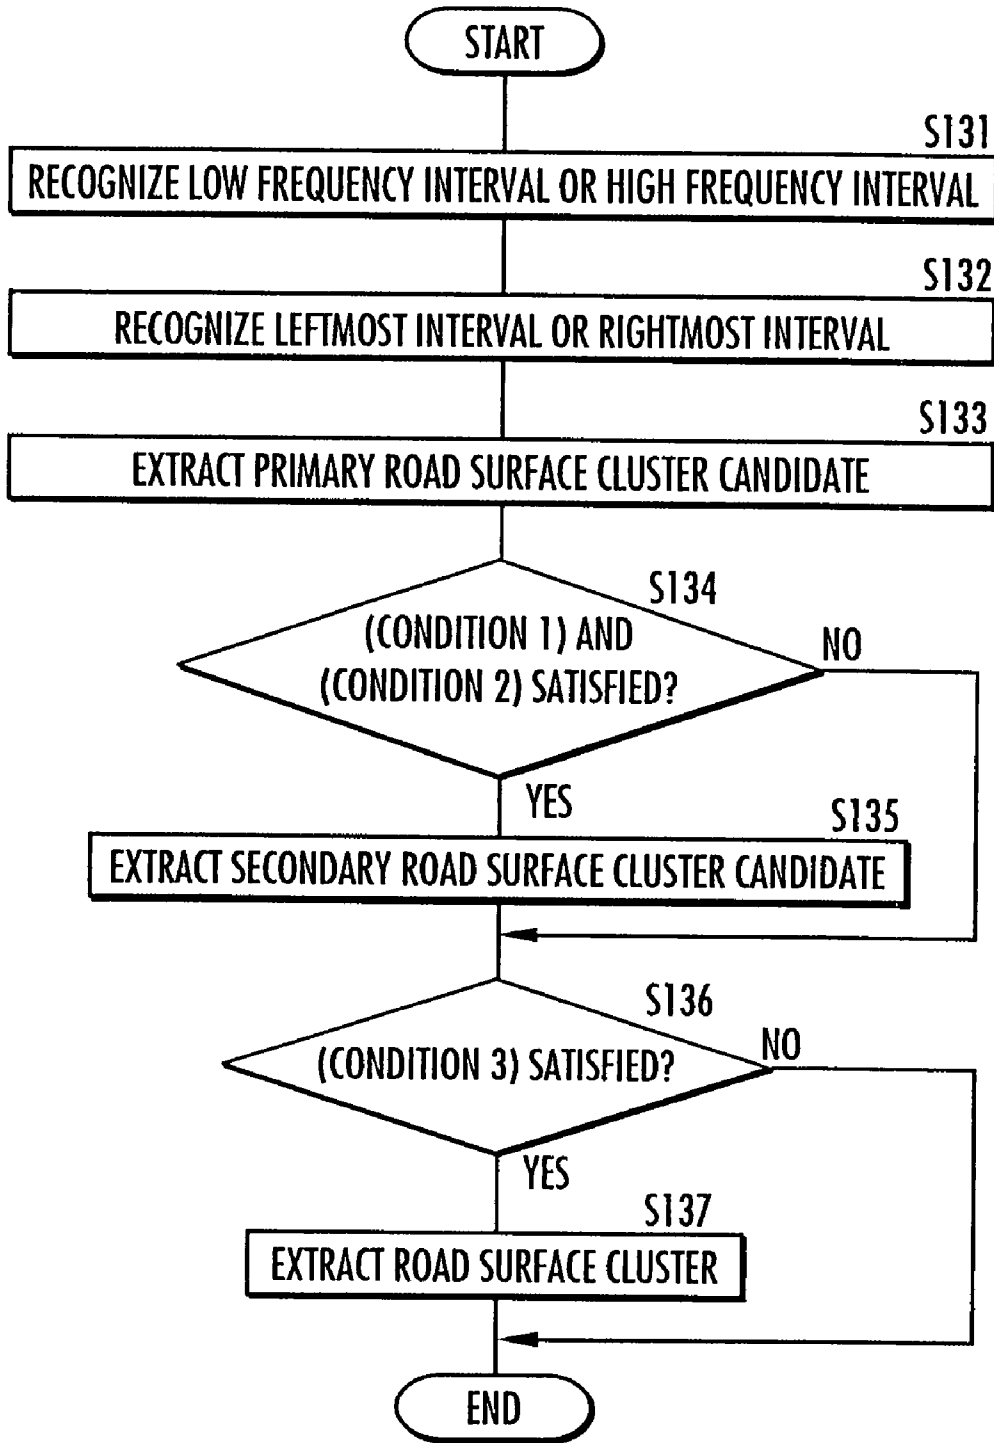 START
S131
RECOGNIZE LOW FREQUENCY INTERVAL OR HIGH FREQUENCY INTERVAL
S132
RECOGNIZE LEFTMOST INTERVAL OR RIGHTMOST INTERVAL
S133
EXTRACT PRIMARY ROAD SURFACE CLUSTER CANDIDATE
S134
(CONDITION 1) AND
(CONDITION 2) SATISFIED?
NO
YES
S135
EXTRACT SECONDARY ROAD SURFACE CLUSTER CANDIDATE
S136
(CONDITION 3) SATISFIED?
NO
YES
S137
EXTRACT ROAD SURFACE CLUSTER
END